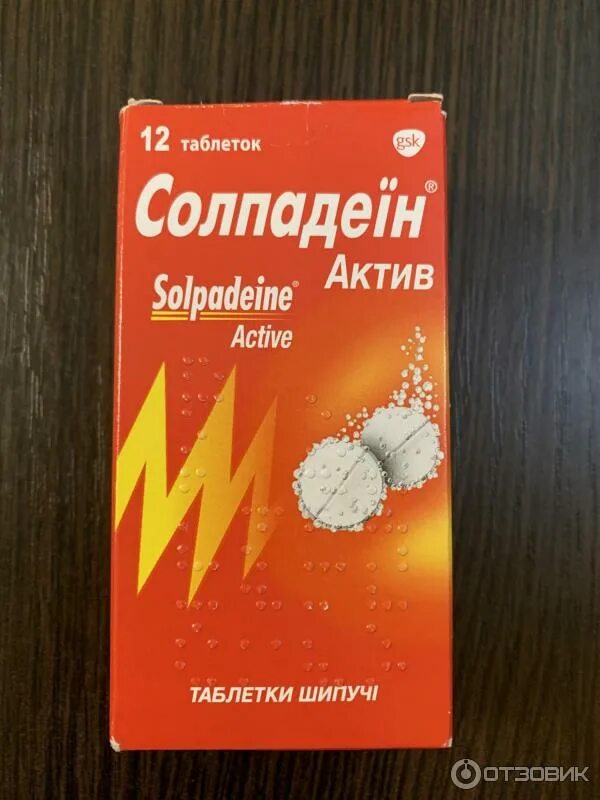 12 таблеток
gsk
Солпадеїн®
Актив
Solpadeine®
Active
ТАБЛЕТКИ ШИПУЧІ
ОТЗОВИК